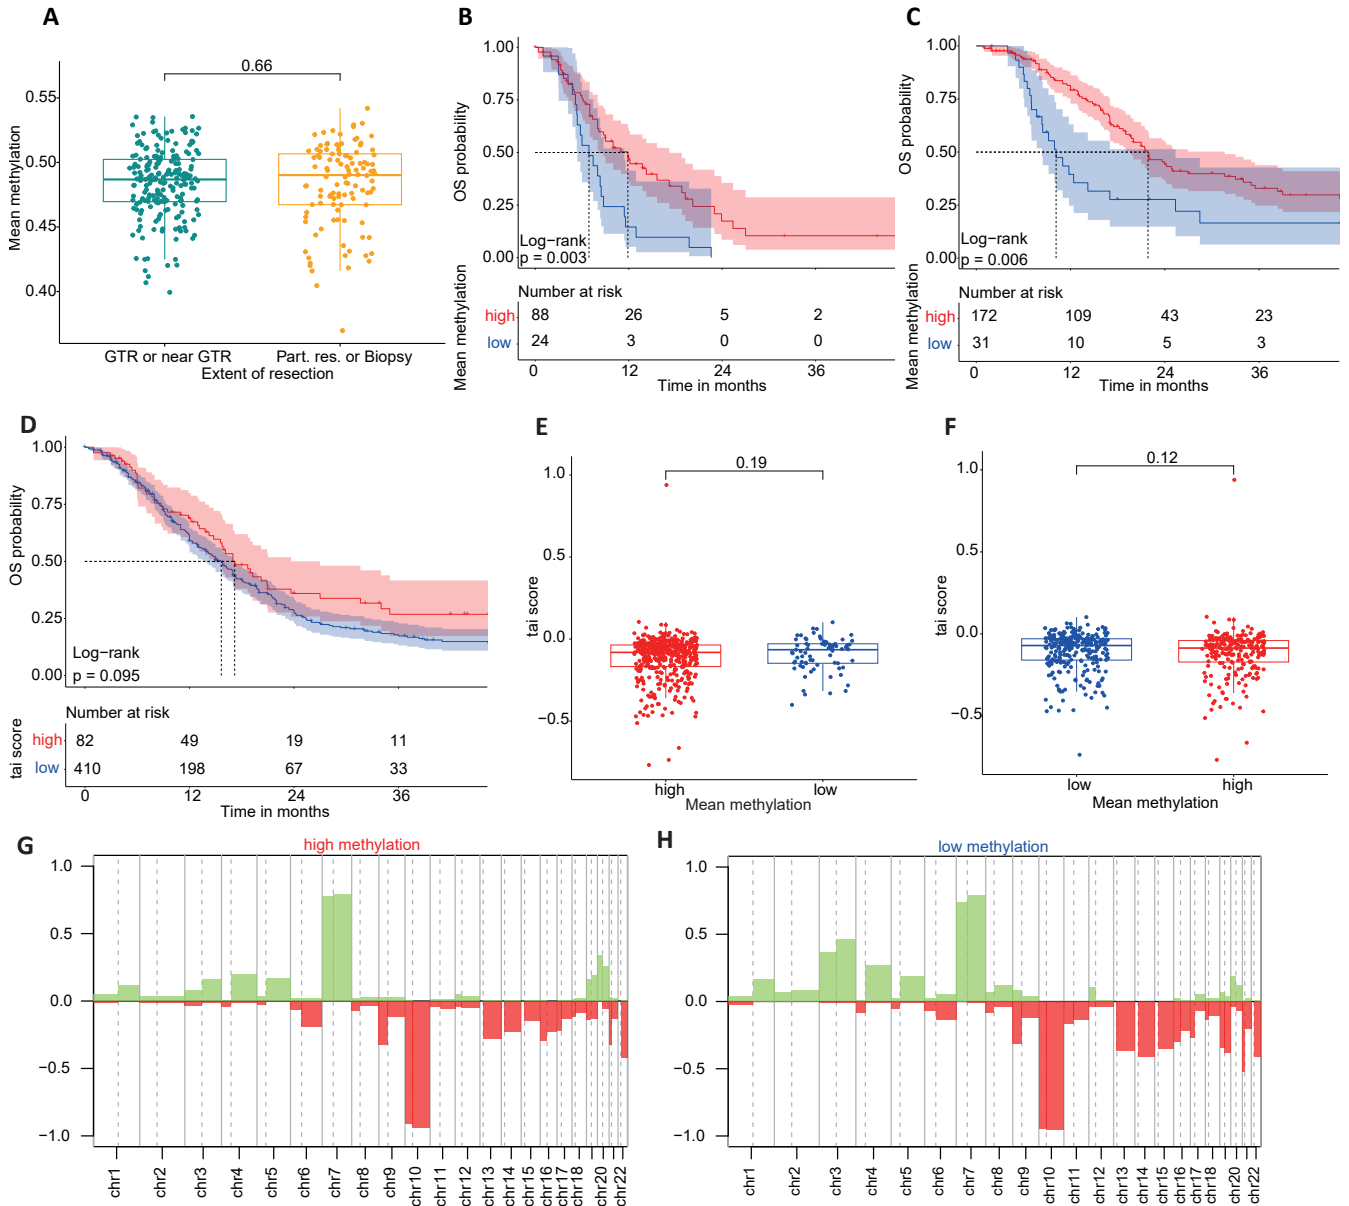 A
0.66
0.55
0.50
0.45
0.40
Mean methylation
GTR or near GTR
Part. res. or Biopsy
Extent of resection
B
1.00
0.75
0.50
0.25
0.00
OS probability
Log−rank
p = 0.003
Number at risk
Mean methylation
high 88 26 5 2
low 24 3 0 0
0 12 24 36
Time in months
C
1.00
0.75
0.50
0.25
0.00
OS probability
Log−rank
p = 0.006
Number at risk
Mean methylation
high 172 109 43 23
low 31 10 5 3
0 12 24 36
Time in months
D
1.00
0.75
0.50
0.25
0.00
OS probability
Log−rank
p = 0.095
Number at risk
tai score
high 82 49 19 11
low 410 198 67 33
0 12 24 36
Time in months
E
0.19
1.0
0.5
0.0
−0.5
tai score
high low
Mean methylation
F
0.12
1.0
0.5
0.0
−0.5
tai score
low high
Mean methylation
G
high methylation
1.0
0.5
0.0
−0.5
−1.0
chr1 chr2 chr3 chr4 chr5 chr6 chr7 chr8 chr9 chr10 chr11 chr12 chr13 chr14 chr15 chr16 chr17 chr18 chr20 chr22
H
low methylation
1.0
0.5
0.0
−0.5
−1.0
chr1 chr2 chr3 chr4 chr5 chr6 chr7 chr8 chr9 chr10 chr11 chr12 chr13 chr14 chr15 chr16 chr17 chr18 chr20 chr22